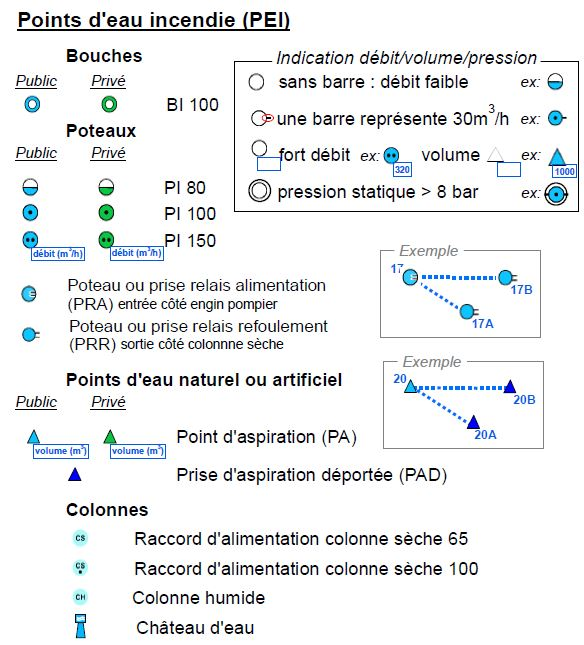 Points d'eau incendie (PEI)
Bouches
Public Privé
BI 100
Poteaux
Public Privé
PI 80
PI 100
PI 150
débit (m³/h) débit (m³/h)
Indication débit/volume/pression
sans barre : débit faible ex:
une barre représente 30m³/h ex:
fort débit ex: 320 volume ex: 1000
pression statique > 8 bar ex:
Poteau ou prise relais alimentation
(PRA) entrée côté engin pompier
Poteau ou prise relais refoulement
(PRR) sortie côté colonnne sèche
Exemple
17
17B
17A
Points d'eau naturel ou artificiel
Public Privé
volume (m³) volume (m³)
Point d'aspiration (PA)
Prise d'aspiration déportée (PAD)
Exemple
20
20B
20A
Colonnes
CS Raccord d'alimentation colonne sèche 65
CS Raccord d'alimentation colonne sèche 100
CH Colonne humide
Château d'eau